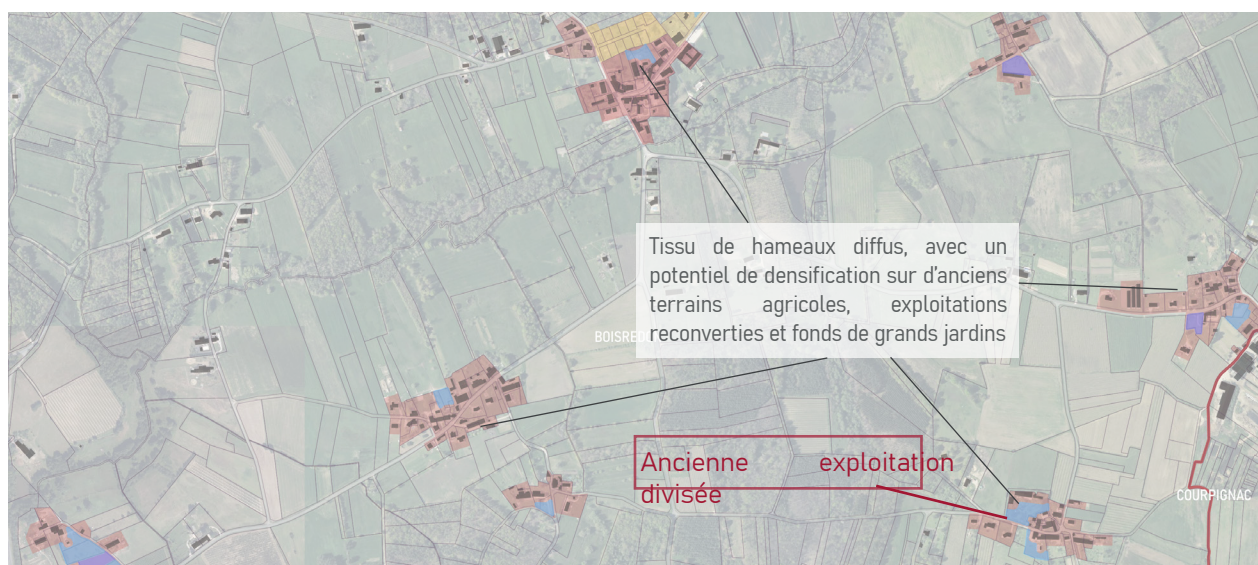 Tissu de hameaux diffus, avec un
potentiel de densification sur d'anciens
terrains agricoles, exploitations
reconverties et fonds de grands jardins
Ancienne exploitation
divisée
COURPIGNAC